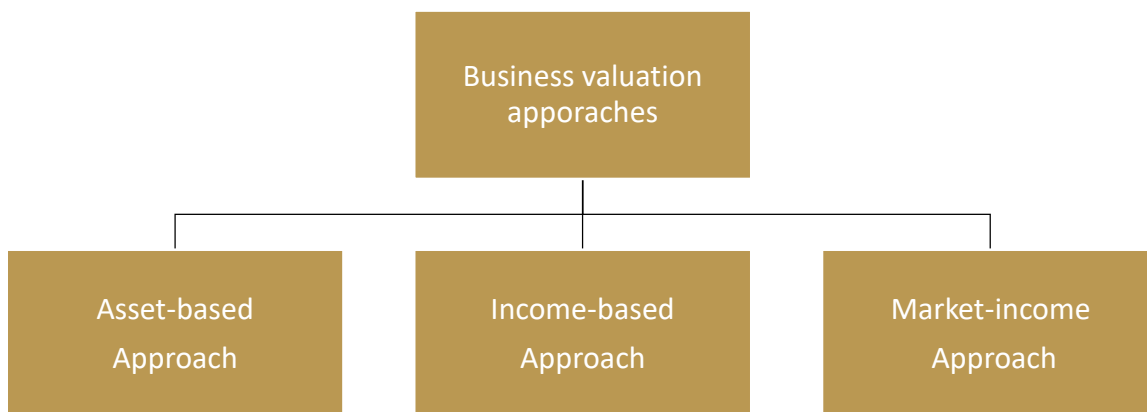 Business valuation
apporaches
Asset-based
Approach
Income-based
Approach
Market-income
Approach